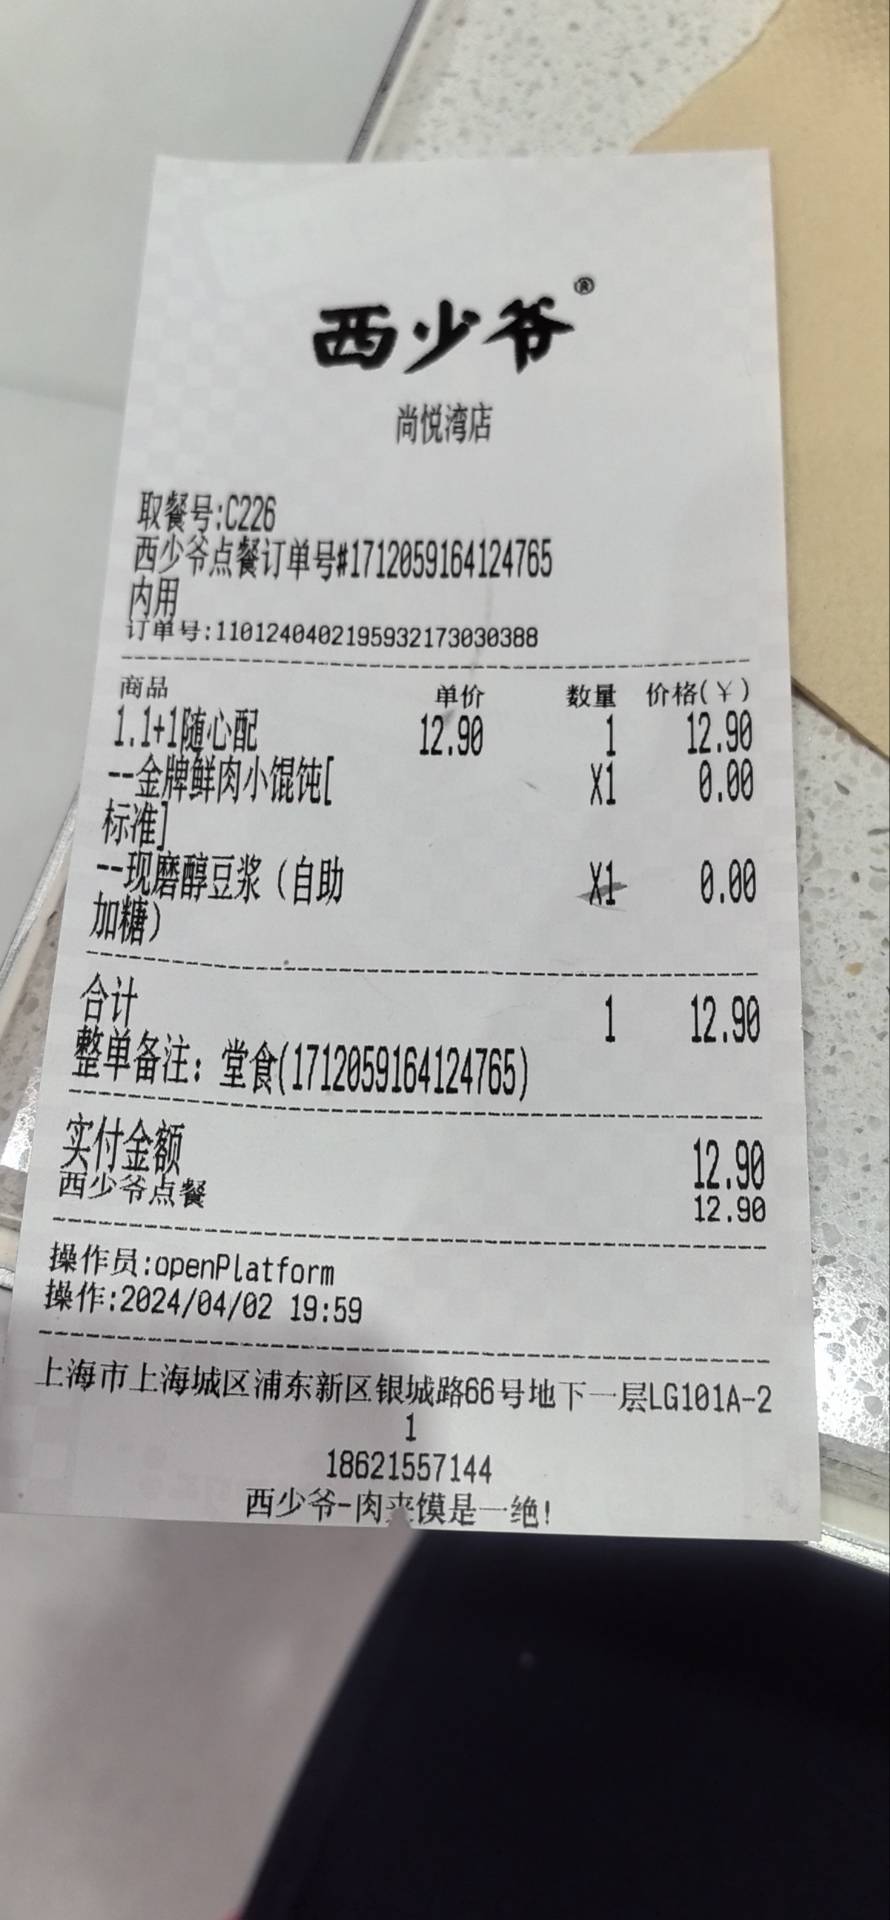 西少爷®
尚悦湾店
取餐号:C226
西少爷点餐订单号#1712059164124765
内用
订单号:11012404021959321730303​88
商品 单价 数量 价格(￥)
1.1+1随心配 12.90 1 12.90
--金牌鲜肉小馄饨[ X1 0.00
标准]
--现磨醇豆浆（自助 X1 0.00
加糖）
合计 1 12.90
整单备注：堂食(1712059164124765)
实付金额 12.90
西少爷点餐 12.90
操作员:openPlatform
操作:2024/04/02 19:59
上海市上海城区浦东新区银城路66号地下一层LG101A-2
1
18621557144
西少爷-肉夹馍是一绝!